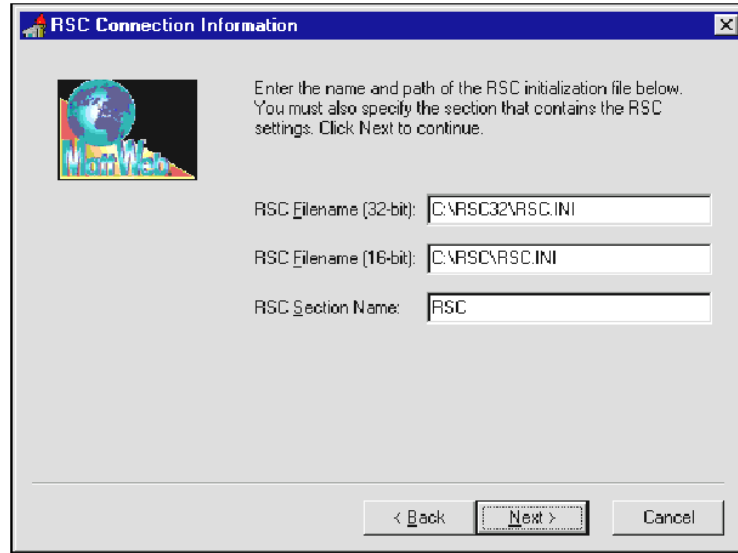 RSC Connection Information
Enter the name and path of the RSC initialization file below.
You must also specify the section that contains the RSC
settings. Click Next to continue.
MattWeb
RSC Filename (32-bit): C:\RSC32\RSC.INI
RSC Filename (16-bit): C:\RSC\RSC.INI
RSC Section Name: RSC
< Back Next > Cancel